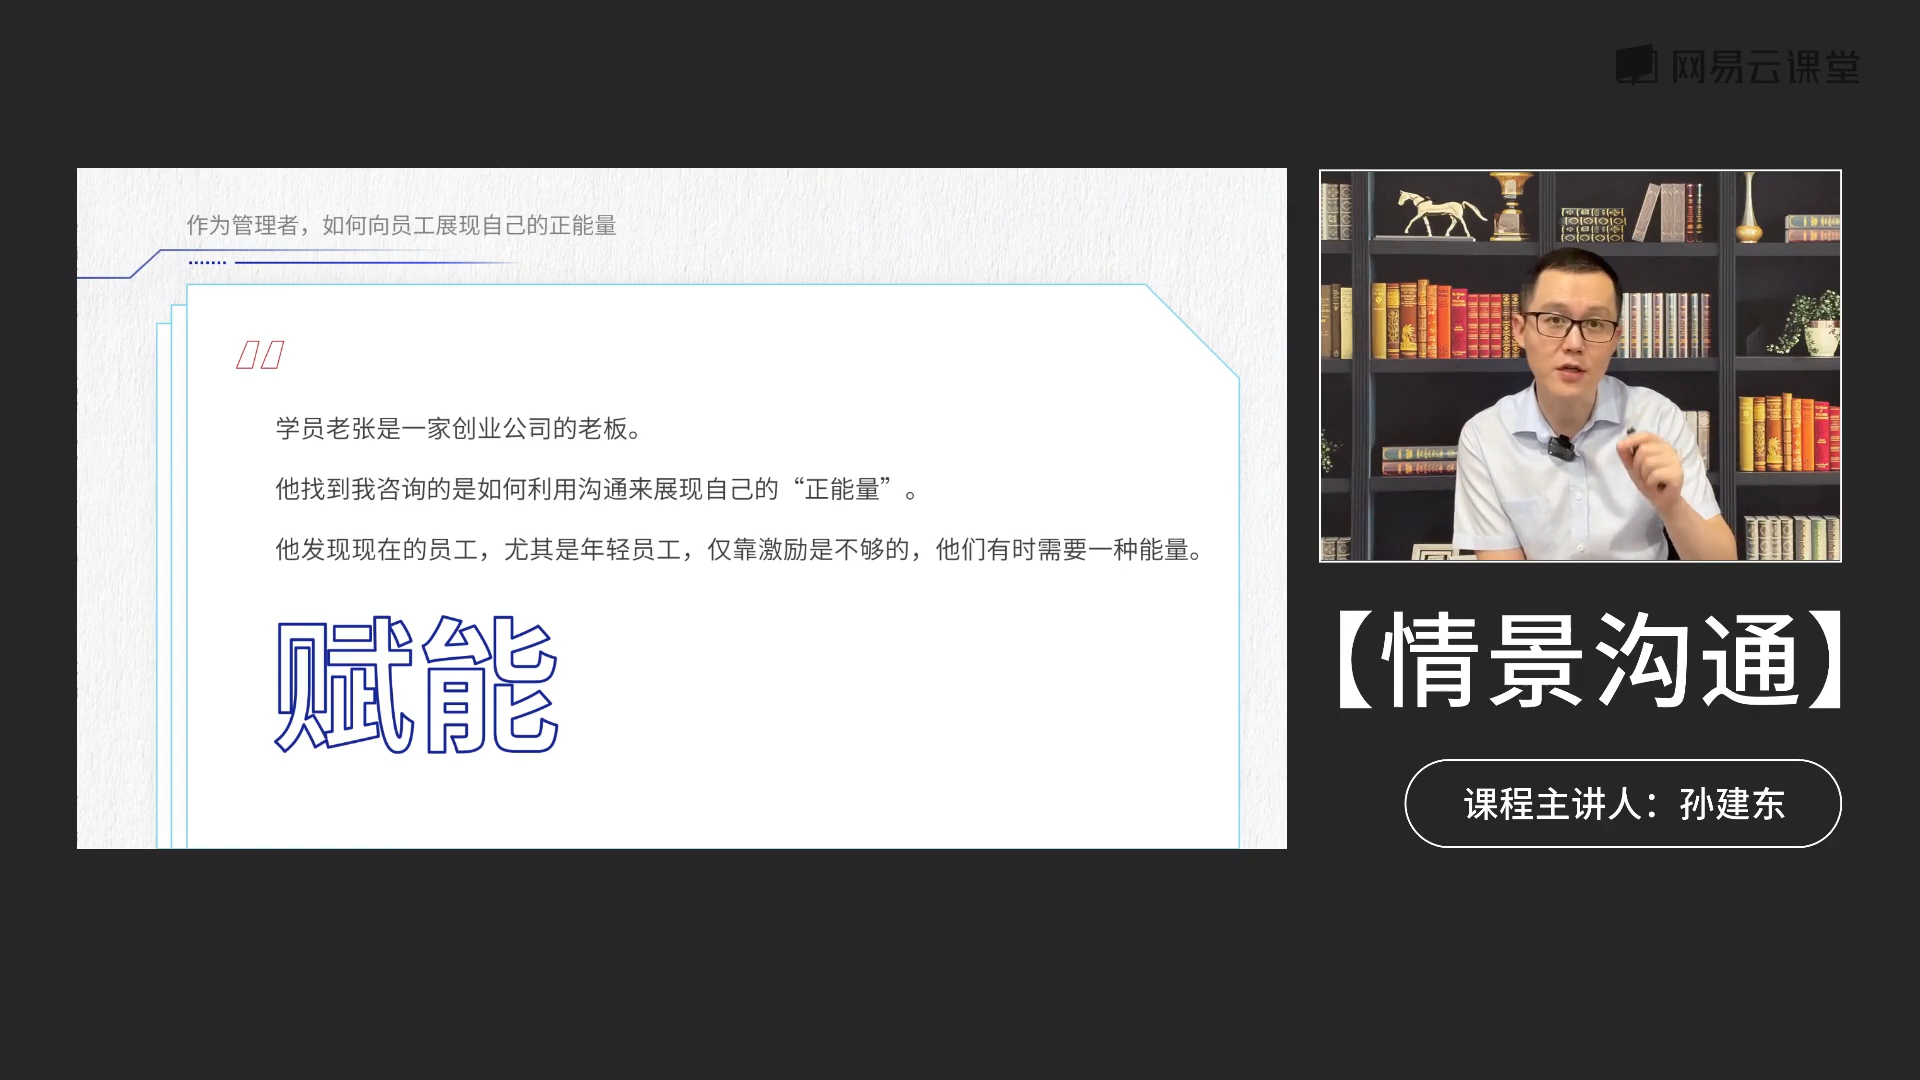 网易云课堂
作为管理者，如何向员工展现自己的正能量
学员老张是一家创业公司的老板。
他找到我咨询的是如何利用沟通来展现自己的“正能量”。
他发现现在的员工，尤其是年轻员工，仅靠激励是不够的，他们有时需要一种能量。
赋能
【情景沟通】
课程主讲人：孙建东